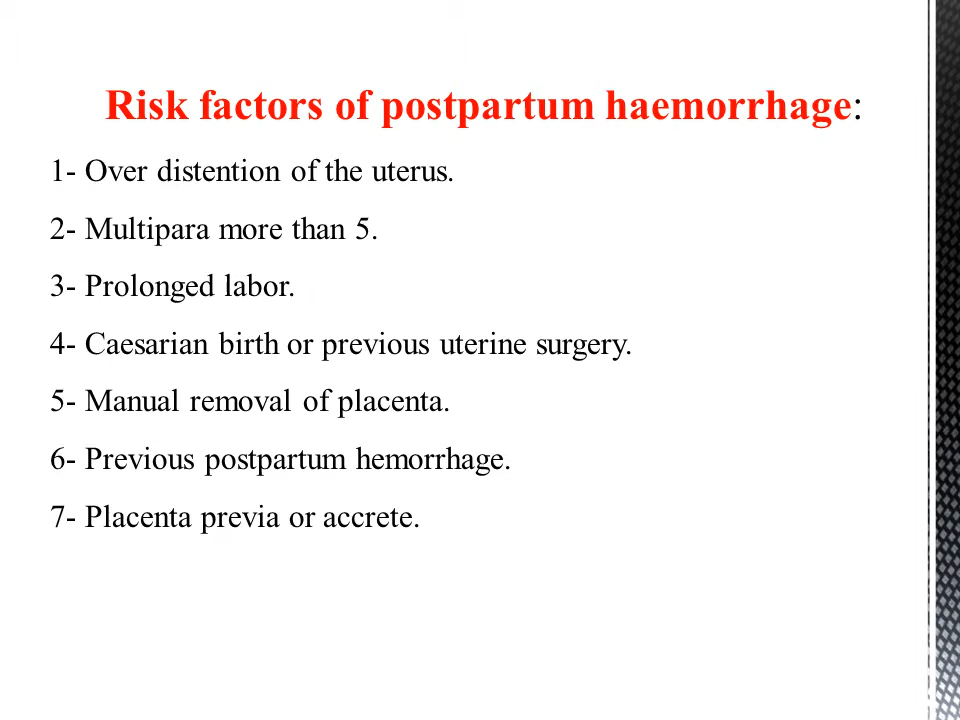 Risk factors of postpartum haemorrhage:
1- Over distention of the uterus.
2- Multipara more than 5.
3- Prolonged labor.
4- Caesarian birth or previous uterine surgery.
5- Manual removal of placenta.
6- Previous postpartum hemorrhage.
7- Placenta previa or accrete.